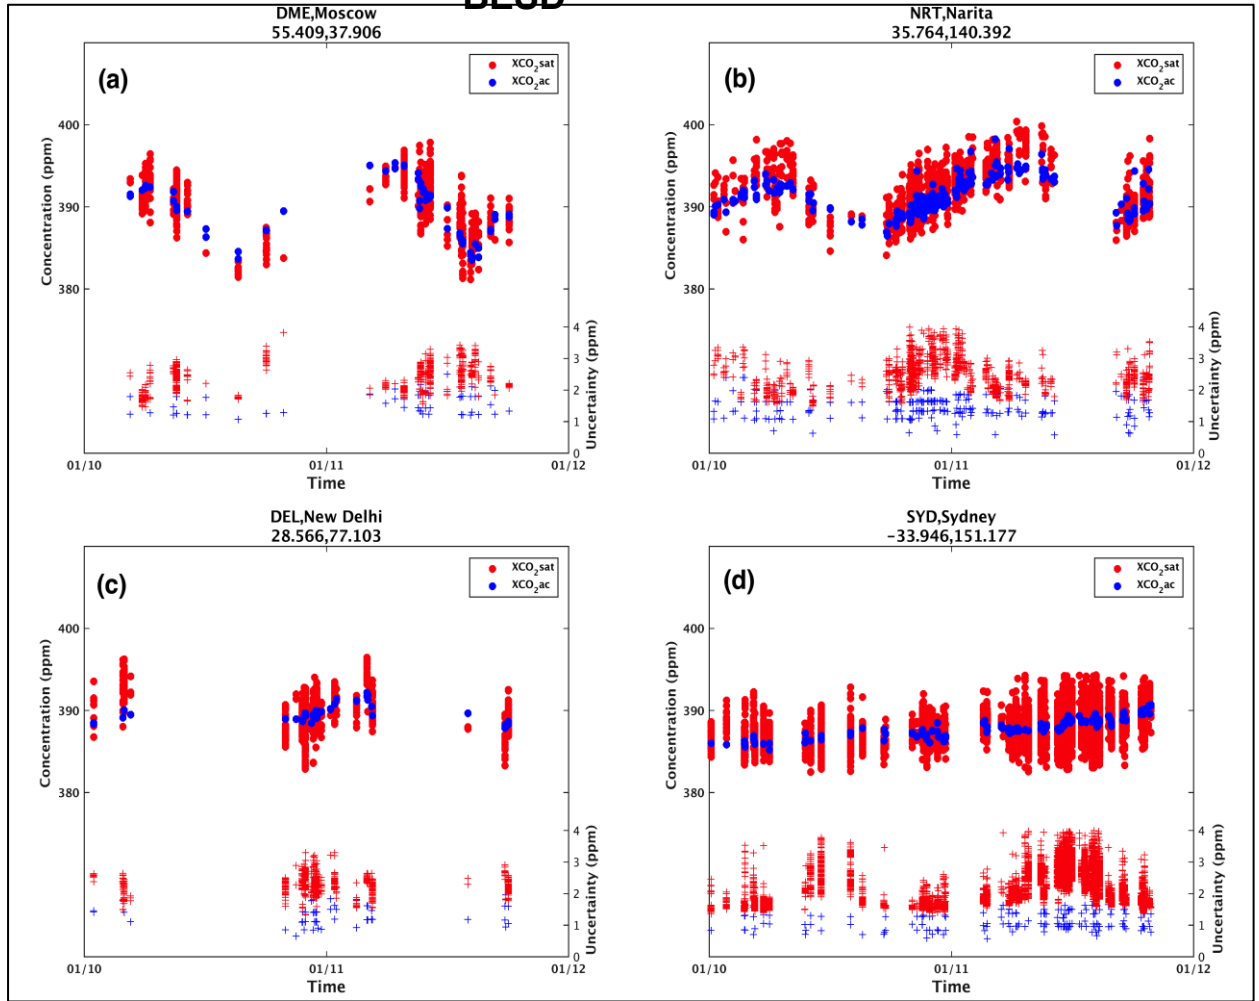 BESD
DME,Moscow
55.409,37.906
(a)
XCO2sat
XCO2ac
Concentration (ppm)
400
390
380
Uncertainty (ppm)
4
3
2
1
0
01/10
01/11
01/12
Time
NRT,Narita
35.764,140.392
(b)
XCO2sat
XCO2ac
Concentration (ppm)
400
390
380
Uncertainty (ppm)
4
3
2
1
0
01/10
01/11
01/12
Time
DEL,New Delhi
28.566,77.103
(c)
XCO2sat
XCO2ac
Concentration (ppm)
400
390
380
Uncertainty (ppm)
4
3
2
1
0
01/10
01/11
01/12
Time
SYD,Sydney
−33.946,151.177
(d)
XCO2sat
XCO2ac
Concentration (ppm)
400
390
380
Uncertainty (ppm)
4
3
2
1
0
01/10
01/11
01/12
Time